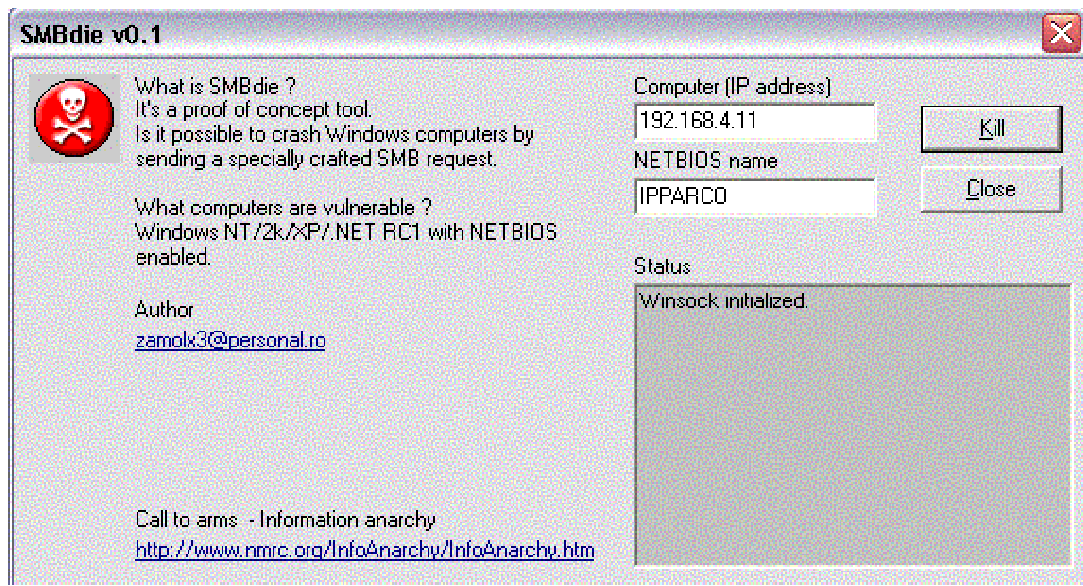 SMBdie v0.1
What is SMBdie ?
It's a proof of concept tool.
Is it possible to crash Windows computers by
sending a specially crafted SMB request.
What computers are vulnerable ?
Windows NT/2k/XP/.NET RC1 with NETBIOS
enabled.
Author
zamolx3@personal.ro
Call to arms - Information anarchy
http://www.nmrc.org/InfoAnarchy/InfoAnarchy.htm
Computer (IP address)
192.168.4.11
NETBIOS name
IPPARCO
Kill
Close
Status
Winsock initialized.